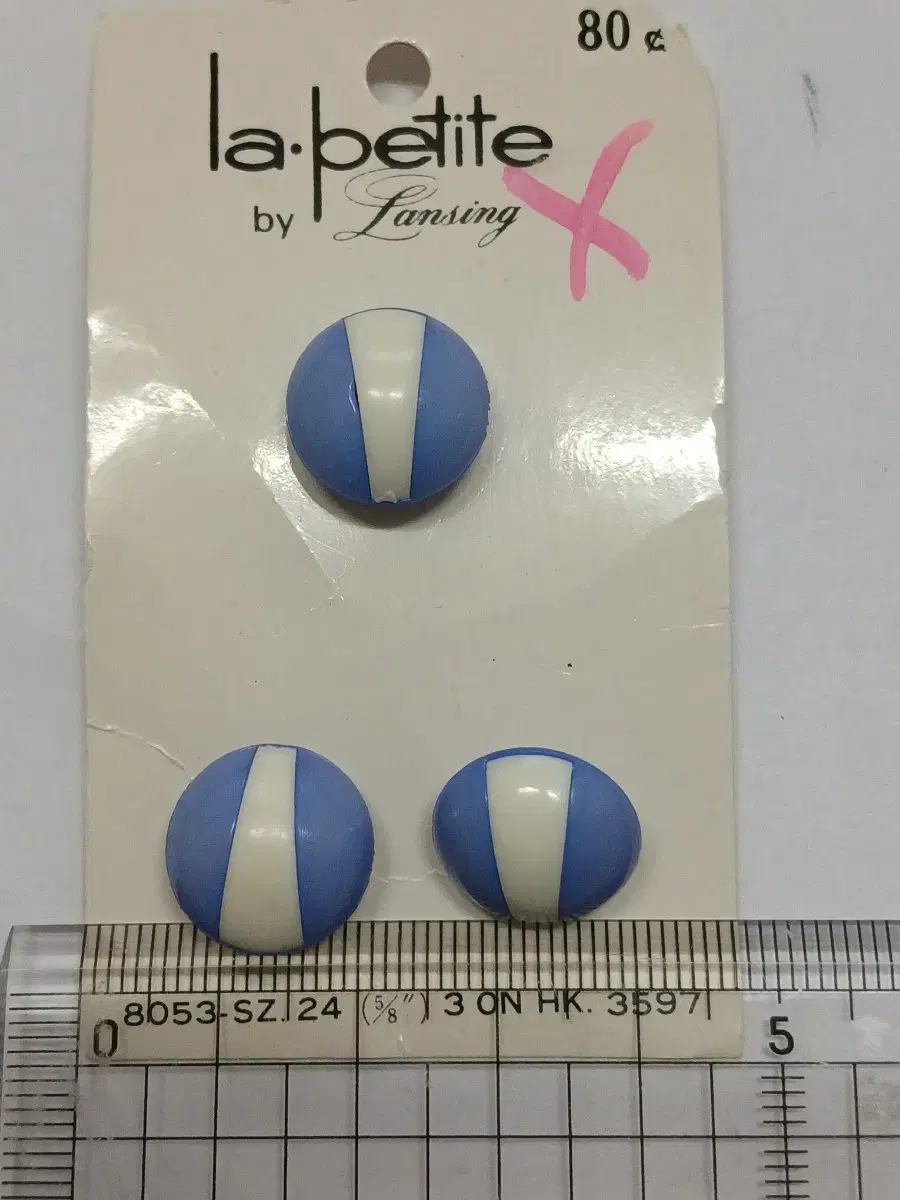 80 ¢
la·petite
by Lansing
8053-SZ. 24 (5/8") 3 ON HK. 3597
0 5